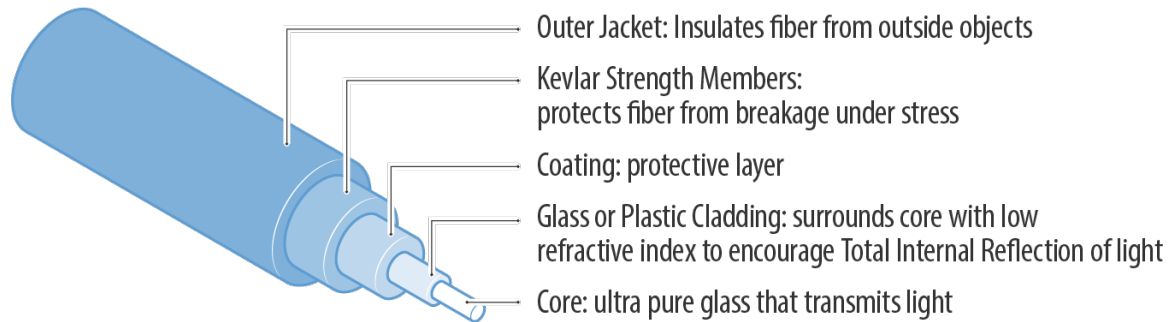 Outer Jacket: Insulates fiber from outside objects
Kevlar Strength Members:
protects fiber from breakage under stress
Coating: protective layer
Glass or Plastic Cladding: surrounds core with low
refractive index to encourage Total Internal Reflection of light
Core: ultra pure glass that transmits light